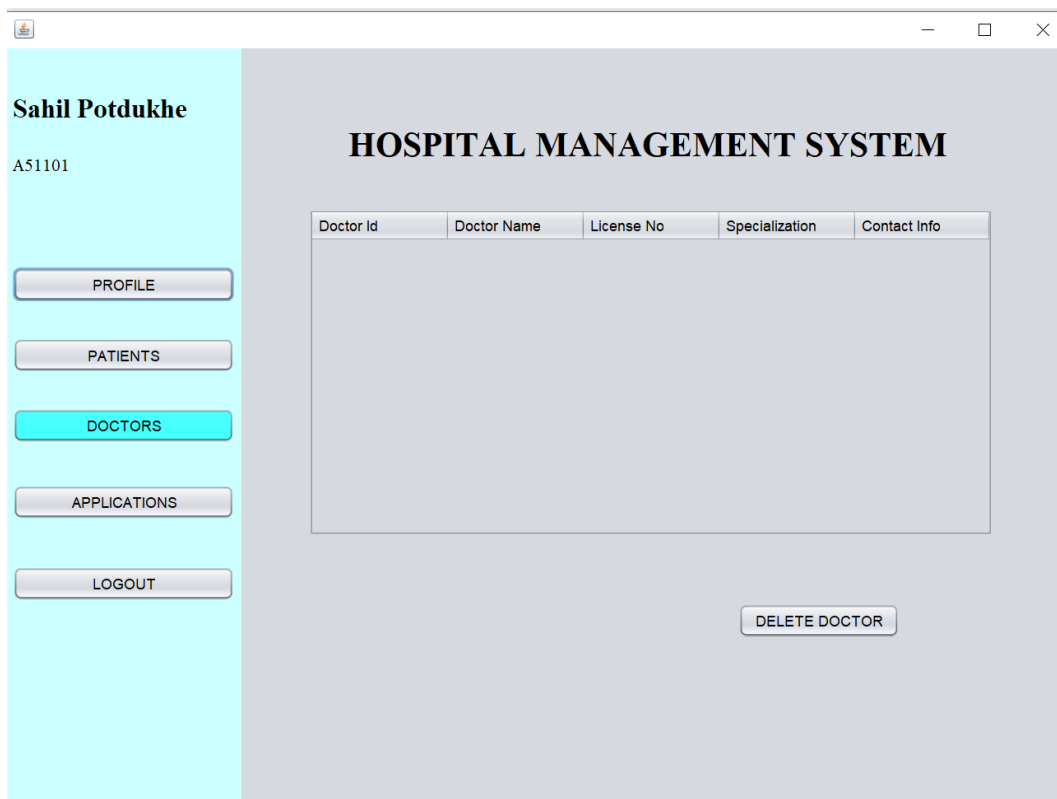 Sahil Potdukhe
A51101
PROFILE
PATIENTS
DOCTORS
APPLICATIONS
LOGOUT
HOSPITAL MANAGEMENT SYSTEM
Doctor Id Doctor Name License No Specialization Contact Info
DELETE DOCTOR